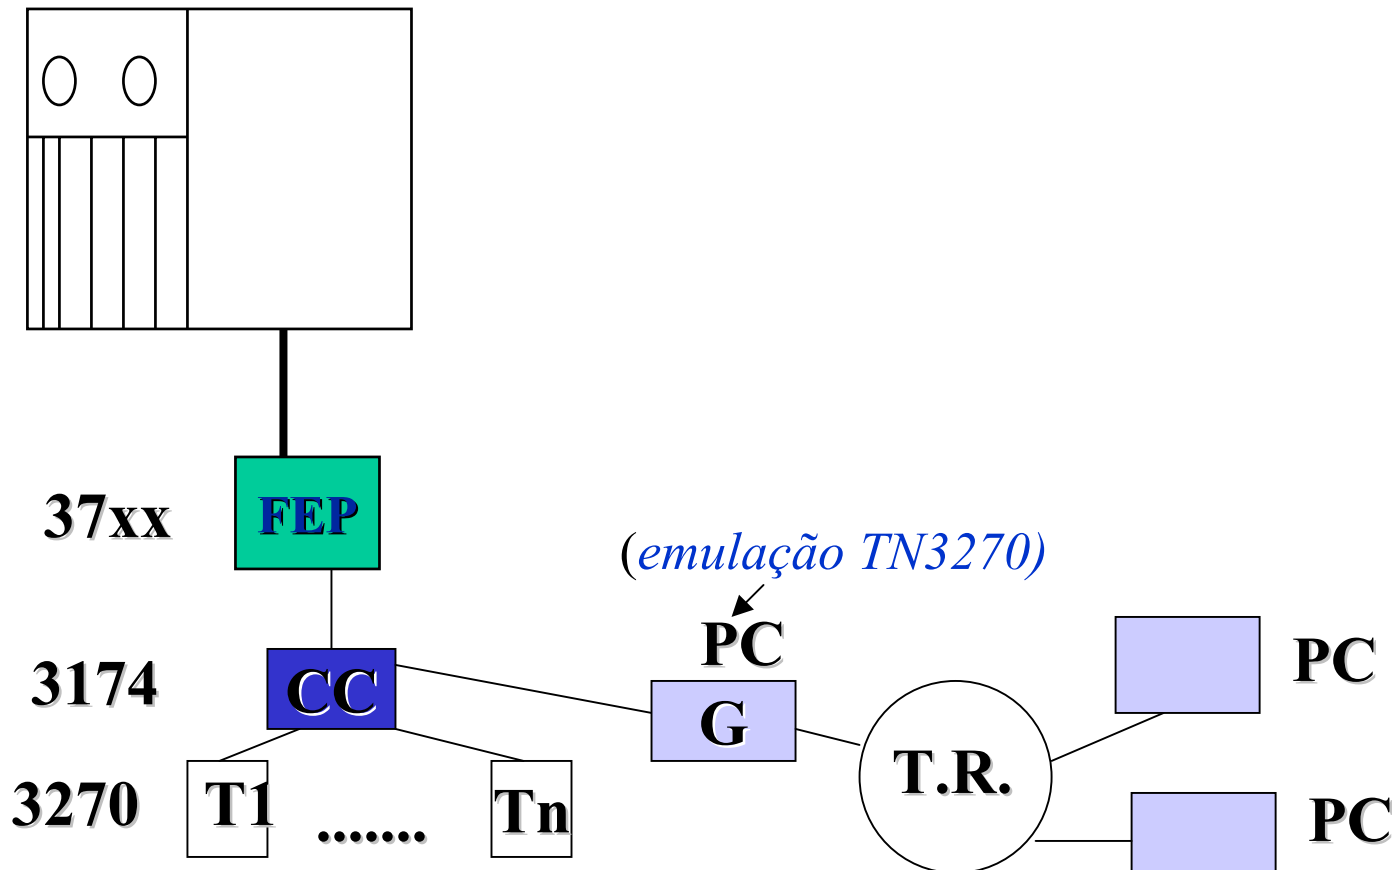 37xx
FEP
(emulação TN3270)
PC
3174
CC
G
PC
T.R.
3270
T1
.......
Tn
PC